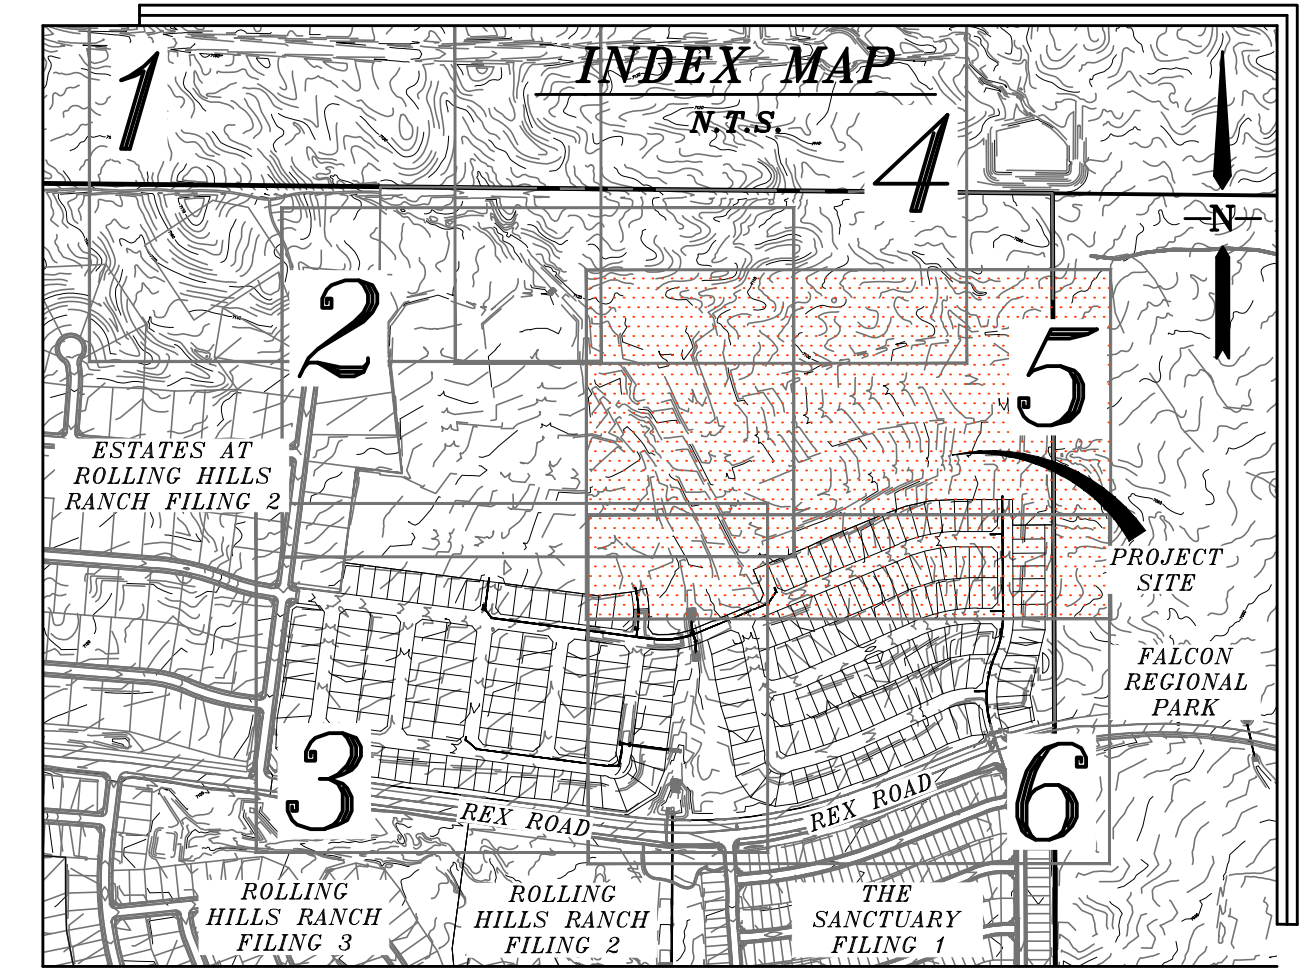 INDEX MAP
N.T.S.
1
4
N
2
5
ESTATES AT
ROLLING HILLS
RANCH FILING 2
PROJECT
SITE
FALCON
REGIONAL
PARK
3
6
REX ROAD
REX ROAD
ROLLING
HILLS RANCH
FILING 3
ROLLING
HILLS RANCH
FILING 2
THE
SANCTUARY
FILING 1